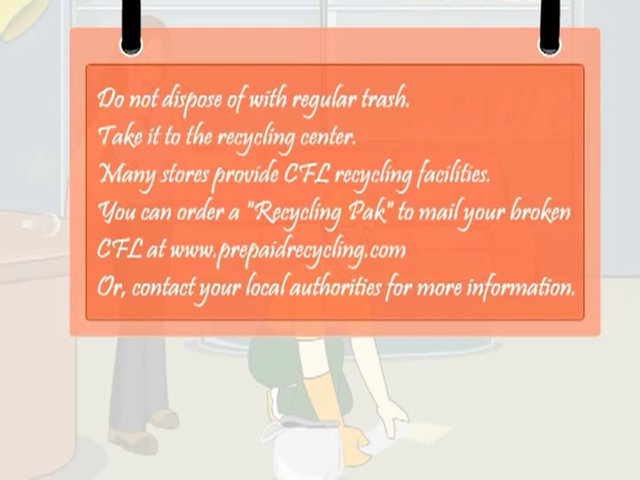 Do not dispose of with regular trash.
Take it to the recycling center.
Many stores provide CFL recycling facilities.
You can order a "Recycling Pak" to mail your broken
CFL at www.prepaidrecycling.com
Or, contact your local authorities for more information.